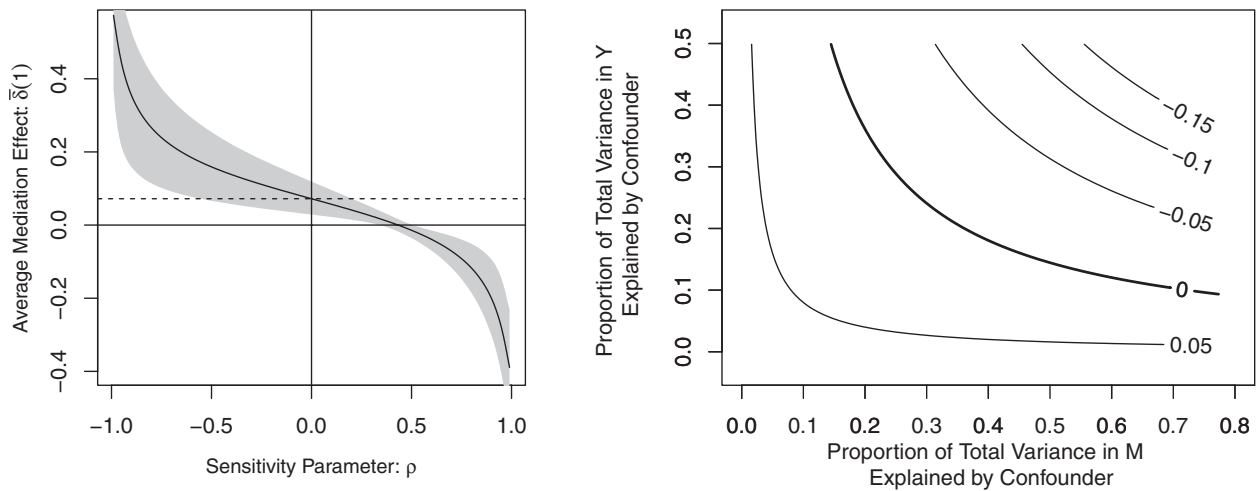 Average Mediation Effect: δ̅(1)
0.4
0.2
0.0
−0.2
−0.4
−1.0 −0.5 0.0 0.5 1.0
Sensitivity Parameter: ρ
Proportion of Total Variance in Y
Explained by Confounder
0.5
0.4
0.3
0.2
0.1
0.0
−0.15
−0.1
−0.05
0
0.05
0.0 0.1 0.2 0.3 0.4 0.5 0.6 0.7 0.8
Proportion of Total Variance in M
Explained by Confounder